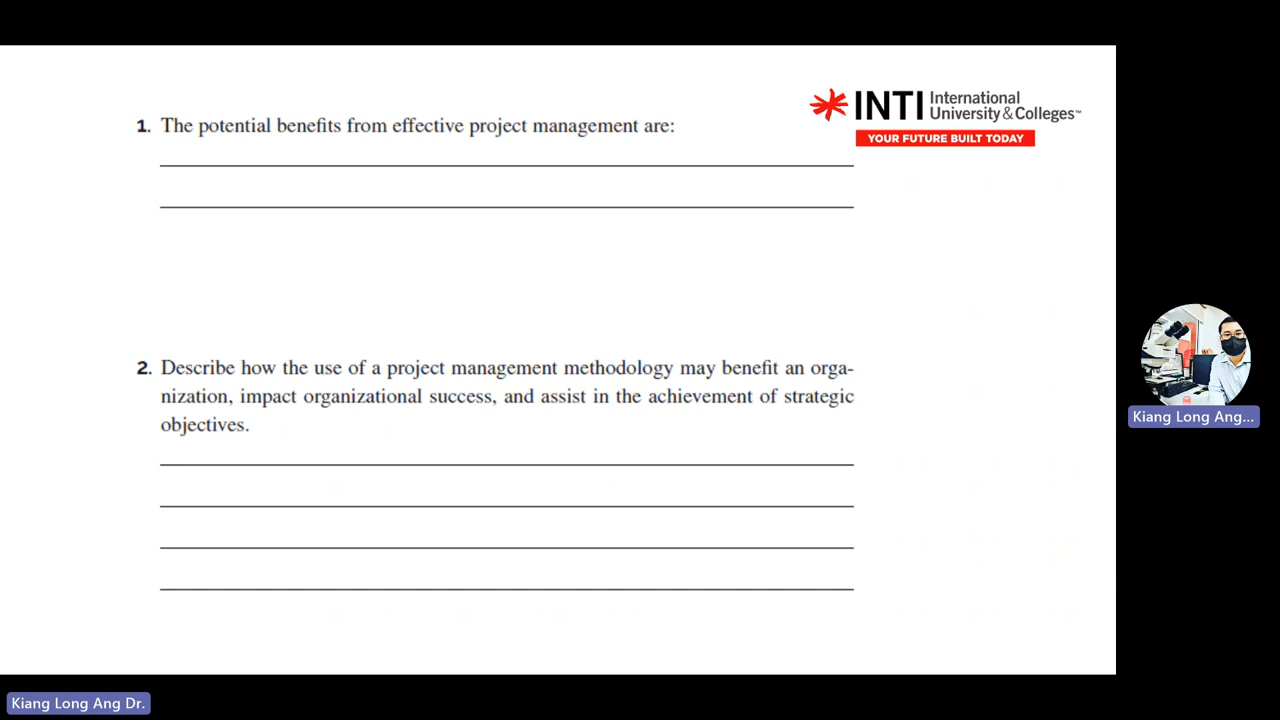 INTI International
University & Colleges™
YOUR FUTURE BUILT TODAY
1. The potential benefits from effective project management are:
2. Describe how the use of a project management methodology may benefit an orga-
nization, impact organizational success, and assist in the achievement of strategic
objectives.
Kiang Long Ang...
Kiang Long Ang Dr.